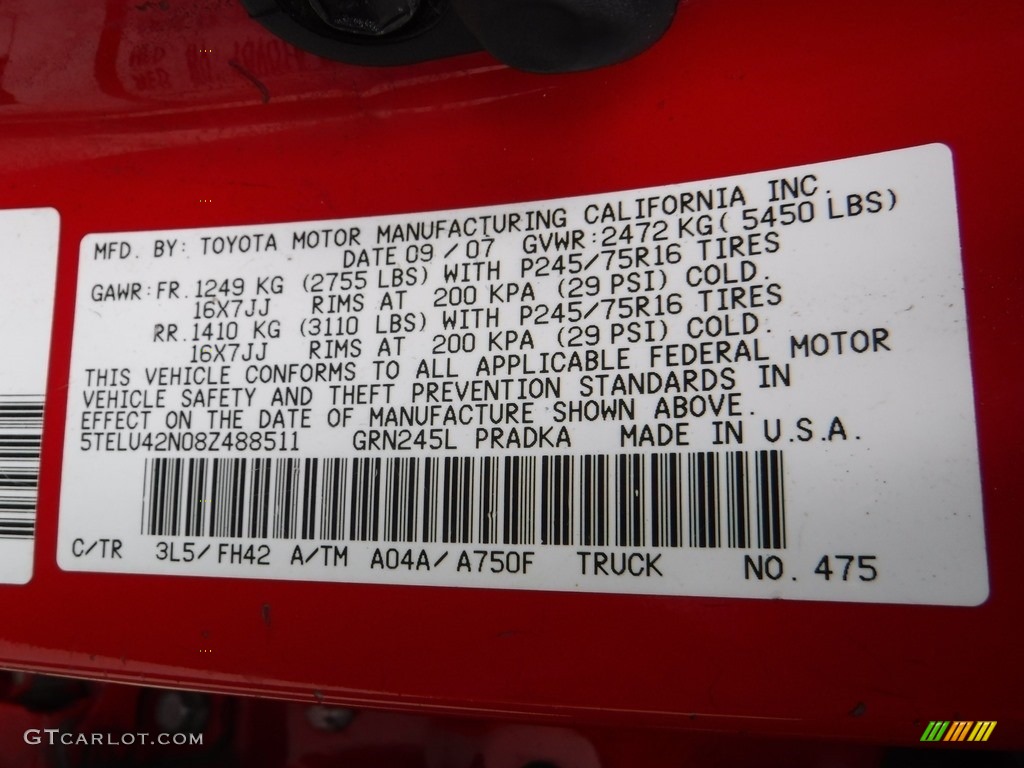 MFD. BY: TOYOTA MOTOR MANUFACTURING CALIFORNIA INC.
DATE 09 / 07 GVWR: 2472 KG ( 5450 LBS)
GAWR: FR. 1249 KG (2755 LBS) WITH P245/75R16 TIRES
16X7JJ RIMS AT 200 KPA (29 PSI) COLD.
RR. 1410 KG (3110 LBS) WITH P245/75R16 TIRES
16X7JJ RIMS AT 200 KPA (29 PSI) COLD.
THIS VEHICLE CONFORMS TO ALL APPLICABLE FEDERAL MOTOR
VEHICLE SAFETY AND THEFT PREVENTION STANDARDS IN
EFFECT ON THE DATE OF MANUFACTURE SHOWN ABOVE.
5TELU42N08Z488511 GRN245L PRADKA MADE IN U.S.A.
C/TR 3L5/FH42 A/TM A04A/A750F TRUCK NO. 475
GTCARLOT.COM